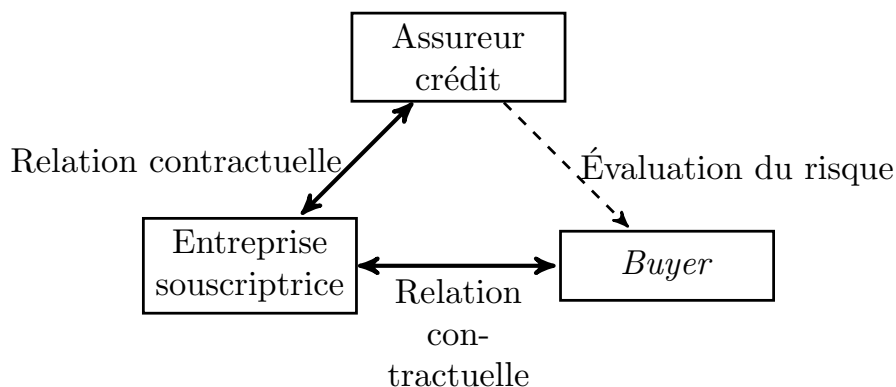 Assureur
crédit
Relation contractuelle
Évaluation du risque
Entreprise
souscriptrice
Buyer
Relation
con-
tractuelle